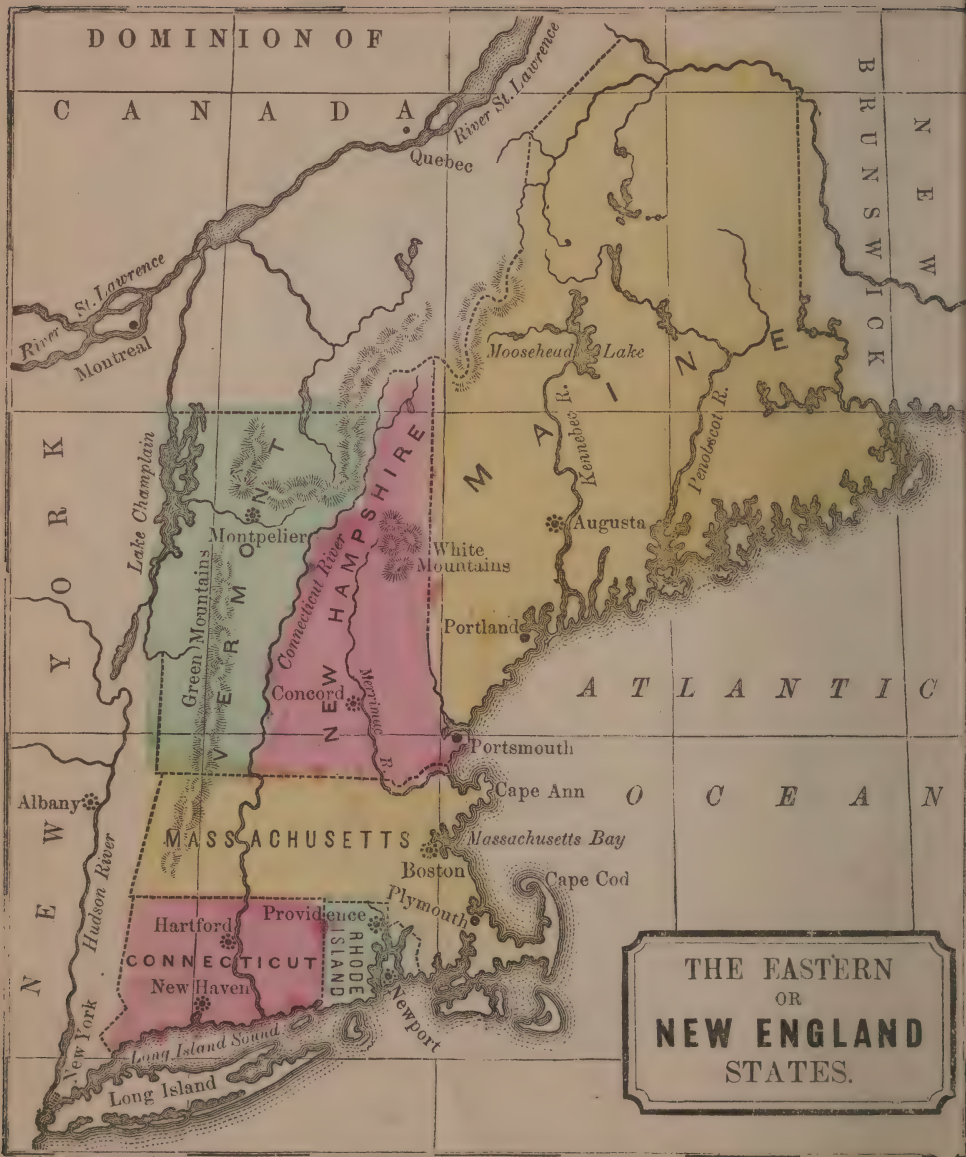 DOMINION OF
CANADA
NEW
BRUNSWICK
River St. Lawrence
Quebec
River St. Lawrence
Montreal
Moosehead Lake
MAINE
Kennebec R.
Penobscot R.
Augusta
Portland
Lake Champlain
VERMONT
Montpelier
Green Mountains
Connecticut River
NEW HAMPSHIRE
White
Mountains
Concord
Merrimac R.
Portsmouth
ATLANTIC
OCEAN
NEW YORK
Albany
Hudson River
MASSACHUSETTS
Cape Ann
Massachusetts Bay
Boston
Cape Cod
Plymouth
Hartford
Providence
CONNECTICUT
RHODE
ISLAND
New Haven
Newport
New York
Long Island Sound
Long Island
THE EASTERN
OR
NEW ENGLAND
STATES.